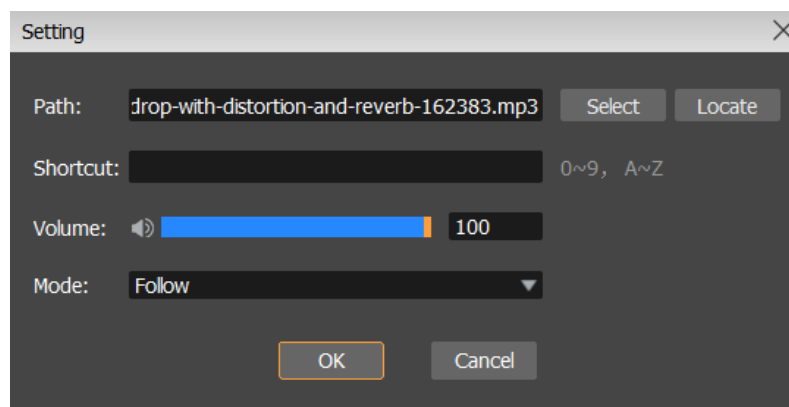 Setting
Path: drop-with-distortion-and-reverb-162383.mp3 Select Locate
Shortcut: 0~9, A~Z
Volume: 100
Mode: Follow
OK Cancel